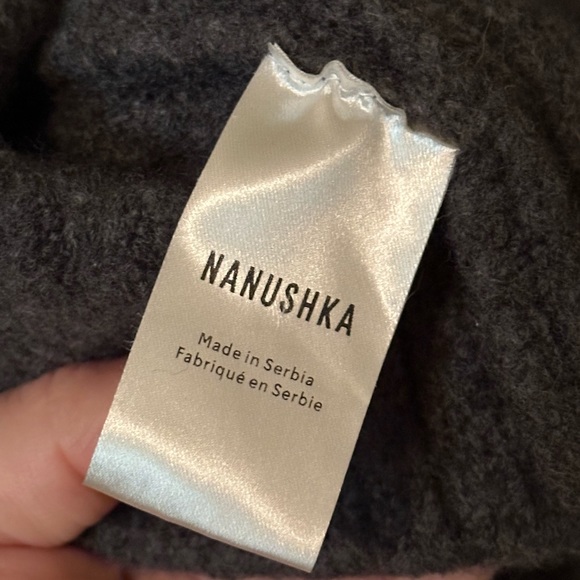 NANUSHKA
Made in Serbia
Fabriqué en Serbie